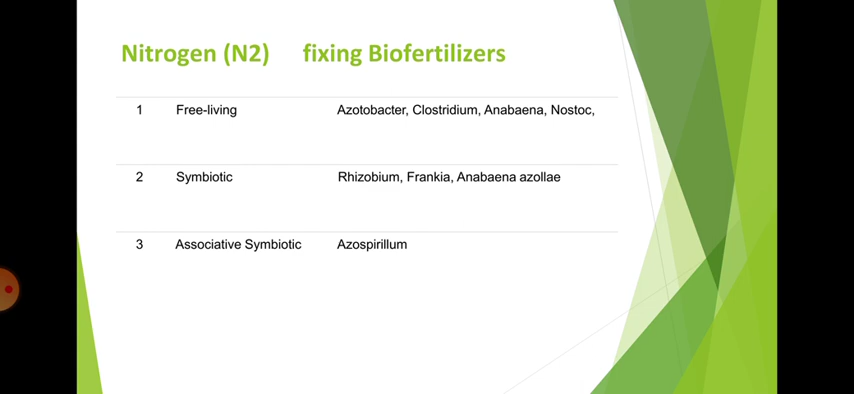 Nitrogen (N2) fixing Biofertilizers
1 Free-living Azotobacter, Clostridium, Anabaena, Nostoc,
2 Symbiotic Rhizobium, Frankia, Anabaena azollae
3 Associative Symbiotic Azospirillum